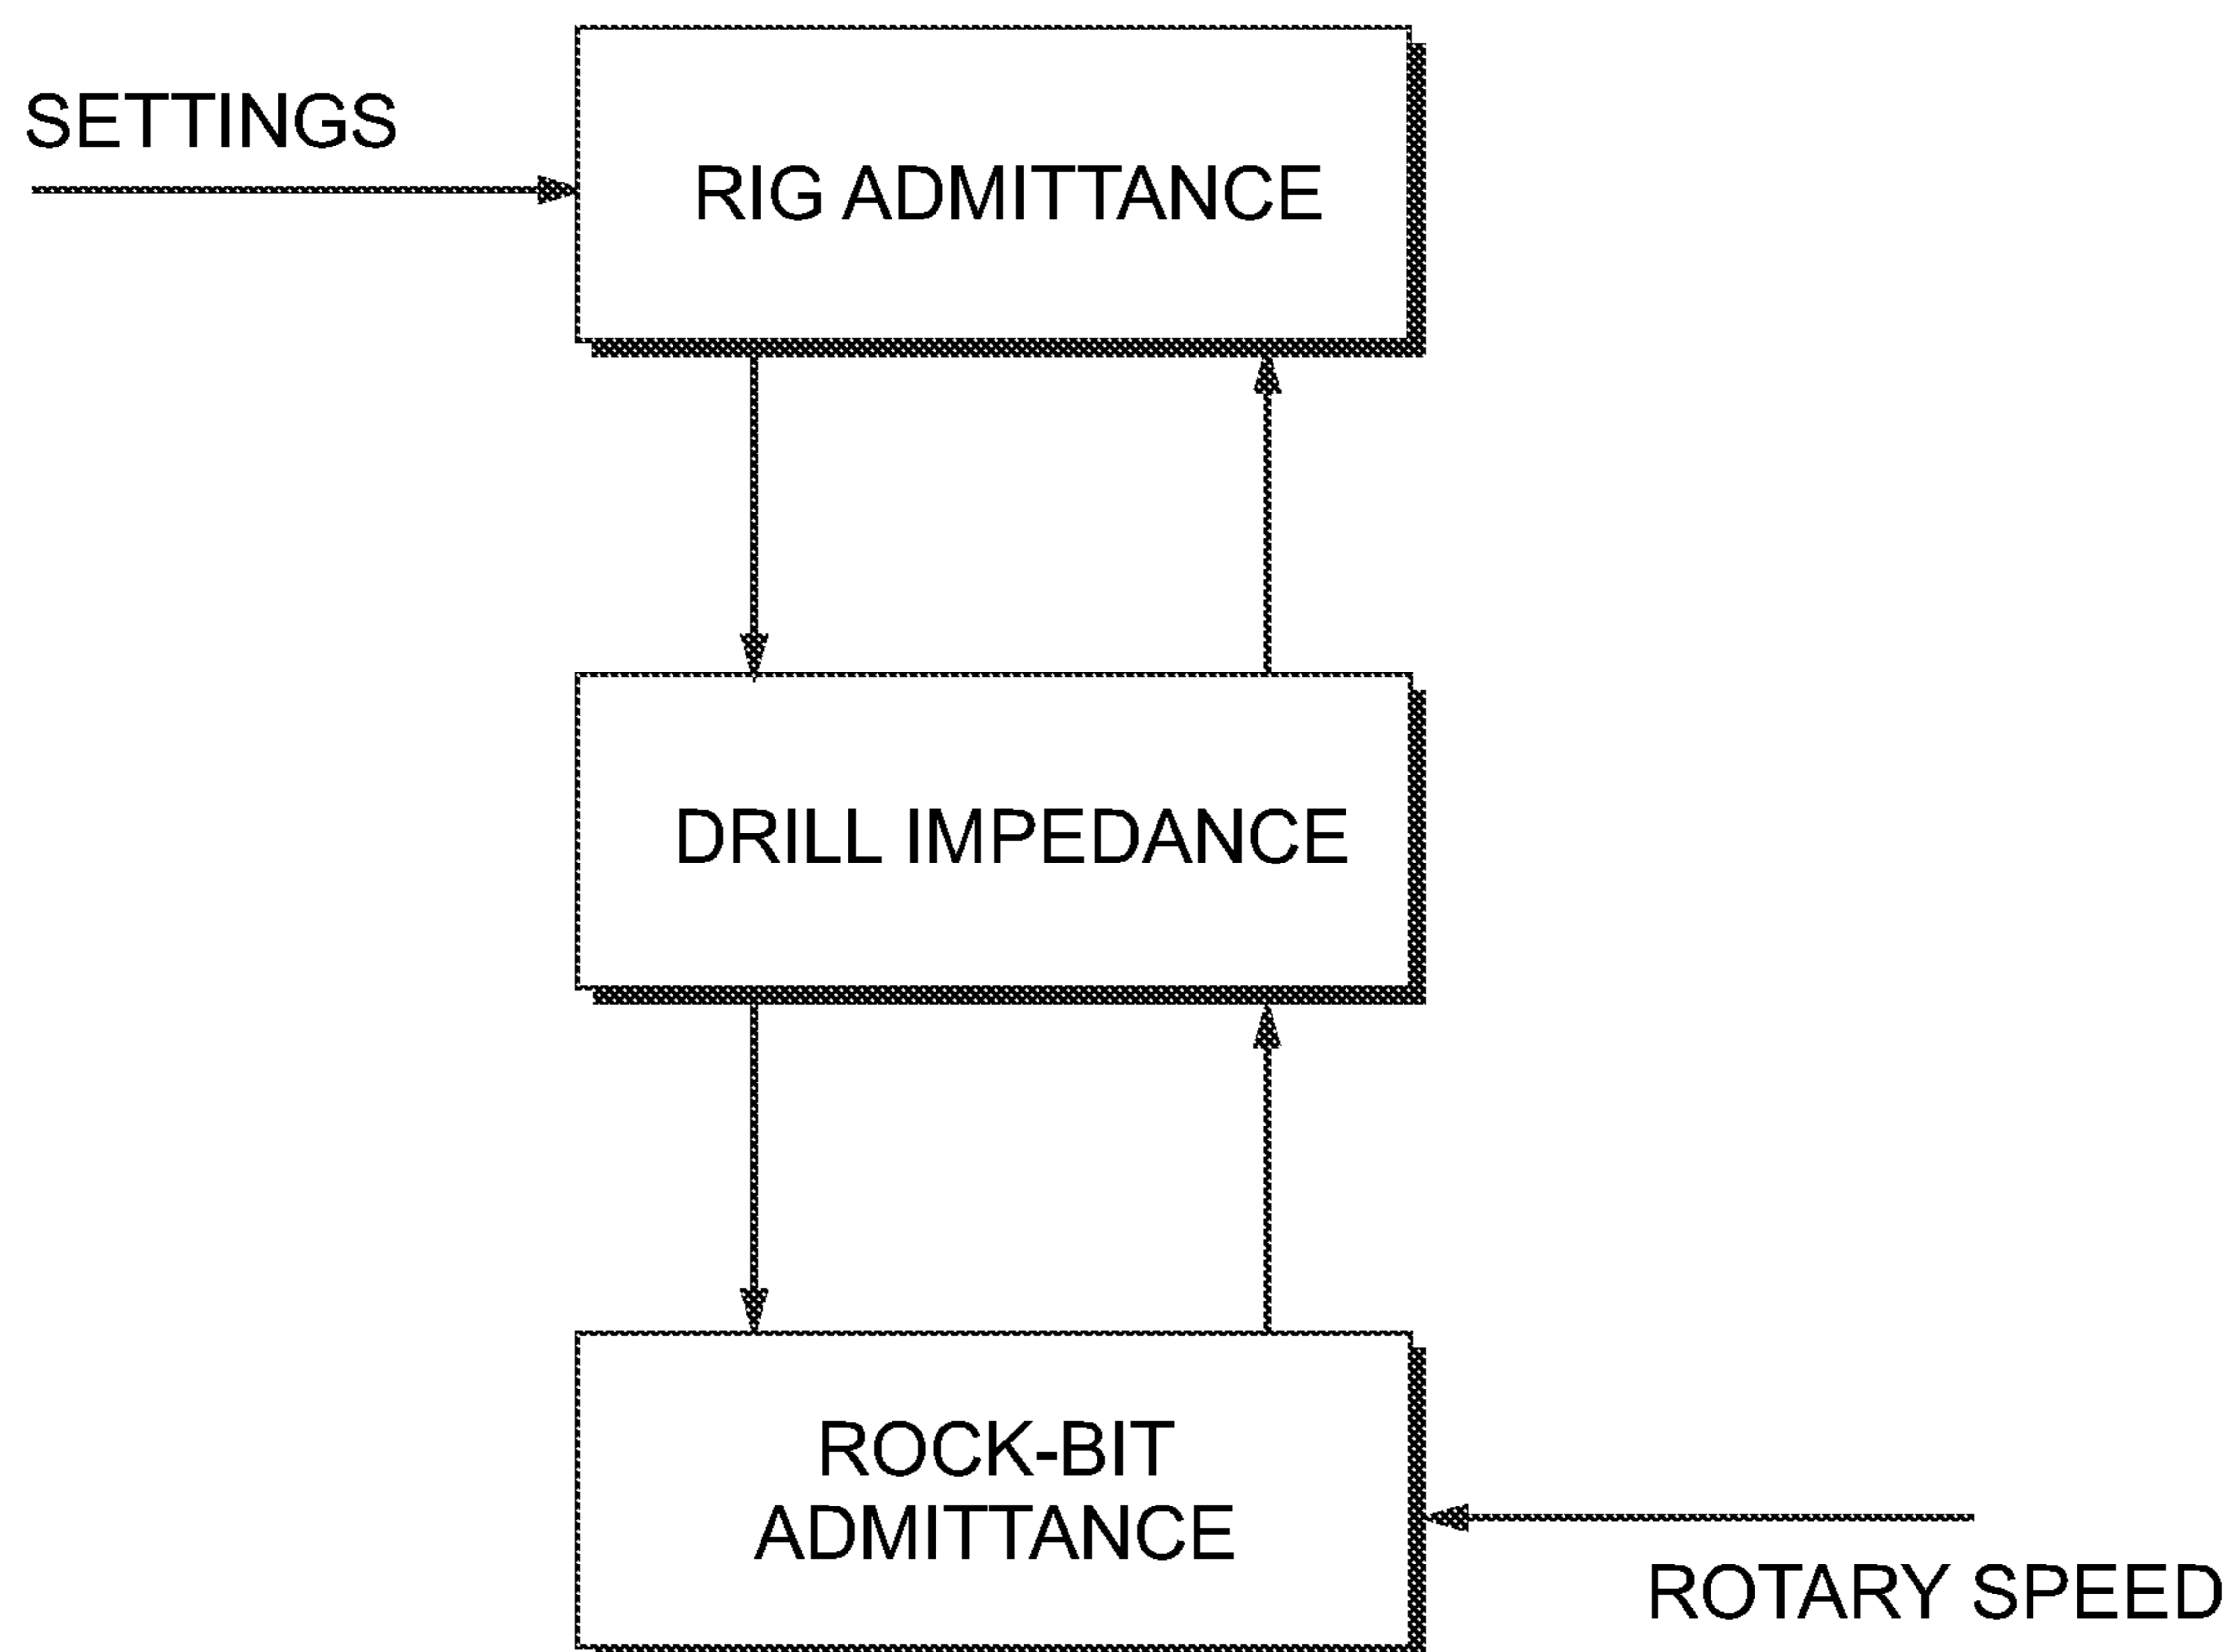 SETTINGS
RIG ADMITTANCE
DRILL IMPEDANCE
ROCK-BIT
ADMITTANCE
ROTARY SPEED